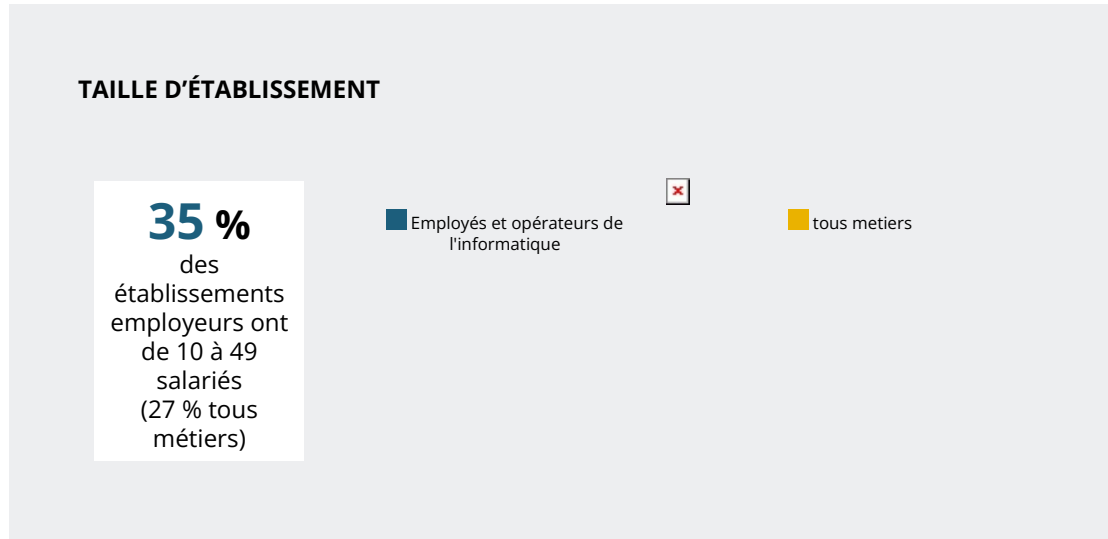 TAILLE D'ÉTABLISSEMENT
35 %
des
établissements
employeurs ont
de 10 à 49
salariés
(27 % tous
métiers)
Employés et opérateurs de
l'informatique
tous metiers